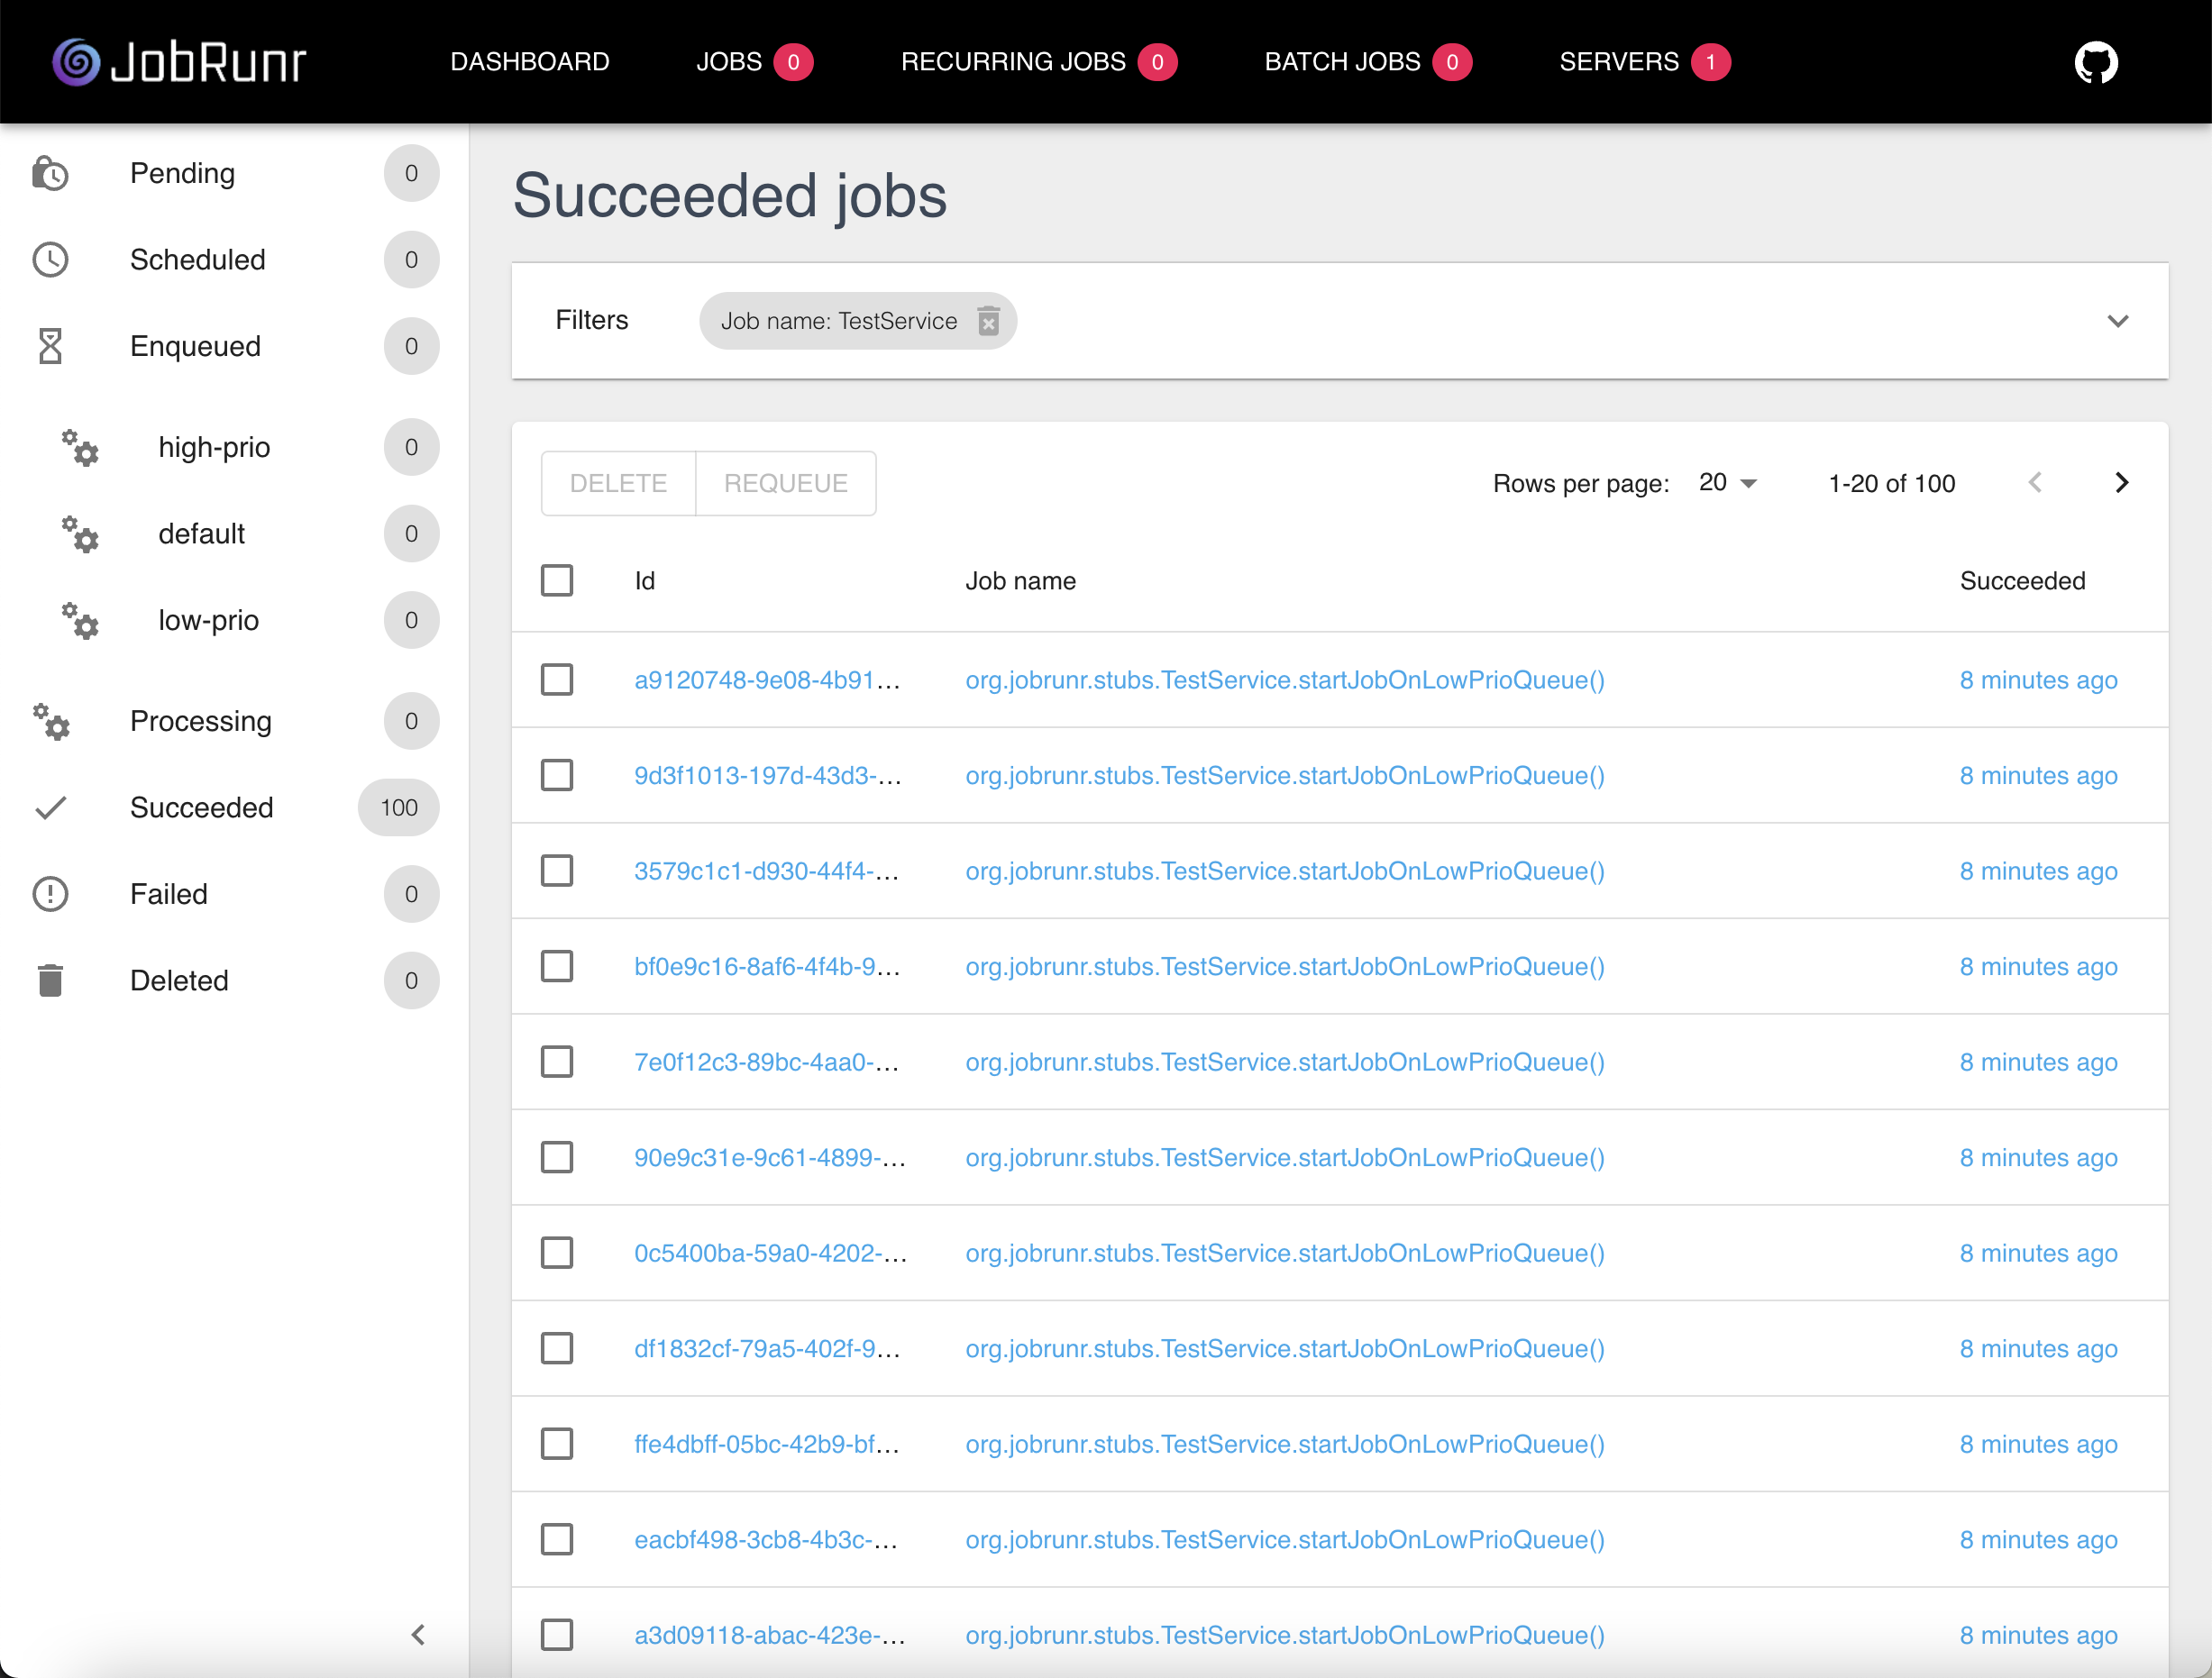 JobRunr DASHBOARD JOBS 0 RECURRING JOBS 0 BATCH JOBS 0 SERVERS 1
Pending 0
Scheduled 0
Enqueued 0
high-prio 0
default 0
low-prio 0
Processing 0
Succeeded 100
Failed 0
Deleted 0
Succeeded jobs
Filters Job name: TestService
DELETE REQUEUE Rows per page: 20 1-20 of 100
Id Job name Succeeded
a9120748-9e08-4b91... org.jobrunr.stubs.TestService.startJobOnLowPrioQueue() 8 minutes ago
9d3f1013-197d-43d3-... org.jobrunr.stubs.TestService.startJobOnLowPrioQueue() 8 minutes ago
3579c1c1-d930-44f4-... org.jobrunr.stubs.TestService.startJobOnLowPrioQueue() 8 minutes ago
bf0e9c16-8af6-4f4b-9... org.jobrunr.stubs.TestService.startJobOnLowPrioQueue() 8 minutes ago
7e0f12c3-89bc-4aa0-... org.jobrunr.stubs.TestService.startJobOnLowPrioQueue() 8 minutes ago
90e9c31e-9c61-4899-... org.jobrunr.stubs.TestService.startJobOnLowPrioQueue() 8 minutes ago
0c5400ba-59a0-4202-... org.jobrunr.stubs.TestService.startJobOnLowPrioQueue() 8 minutes ago
df1832cf-79a5-402f-9... org.jobrunr.stubs.TestService.startJobOnLowPrioQueue() 8 minutes ago
ffe4dbff-05bc-42b9-bf... org.jobrunr.stubs.TestService.startJobOnLowPrioQueue() 8 minutes ago
eacbf498-3cb8-4b3c-... org.jobrunr.stubs.TestService.startJobOnLowPrioQueue() 8 minutes ago
a3d09118-abac-423e-... org.jobrunr.stubs.TestService.startJobOnLowPrioQueue() 8 minutes ago